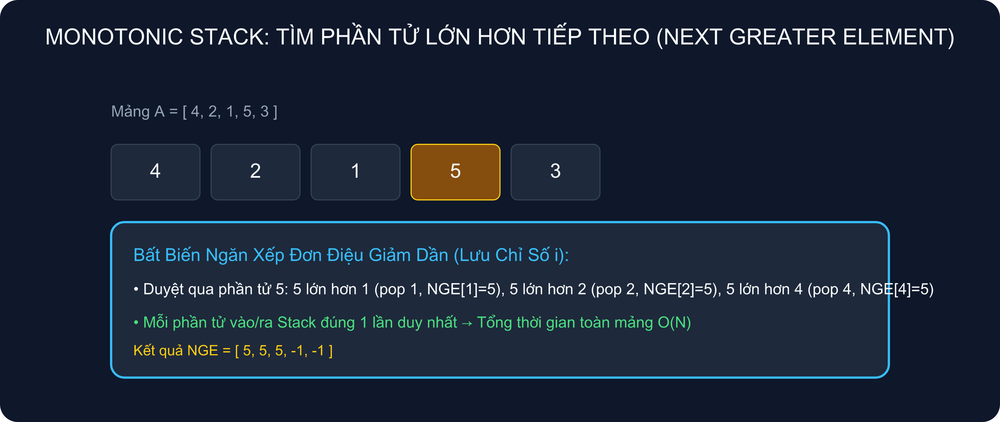 MONOTONIC STACK: TÌM PHẦN TỬ LỚN HƠN TIẾP THEO (NEXT GREATER ELEMENT)
Mảng A = [ 4, 2, 1, 5, 3 ]
4 2 1 5 3
Bất Biến Ngăn Xếp Đơn Điệu Giảm Dần (Lưu Chỉ Số i):
• Duyệt qua phần tử 5: 5 lớn hơn 1 (pop 1, NGE[1]=5), 5 lớn hơn 2 (pop 2, NGE[2]=5), 5 lớn hơn 4 (pop 4, NGE[4]=5)
• Mỗi phần tử vào/ra Stack đúng 1 lần duy nhất → Tổng thời gian toàn mảng O(N)
Kết quả NGE = [ 5, 5, 5, -1, -1 ]